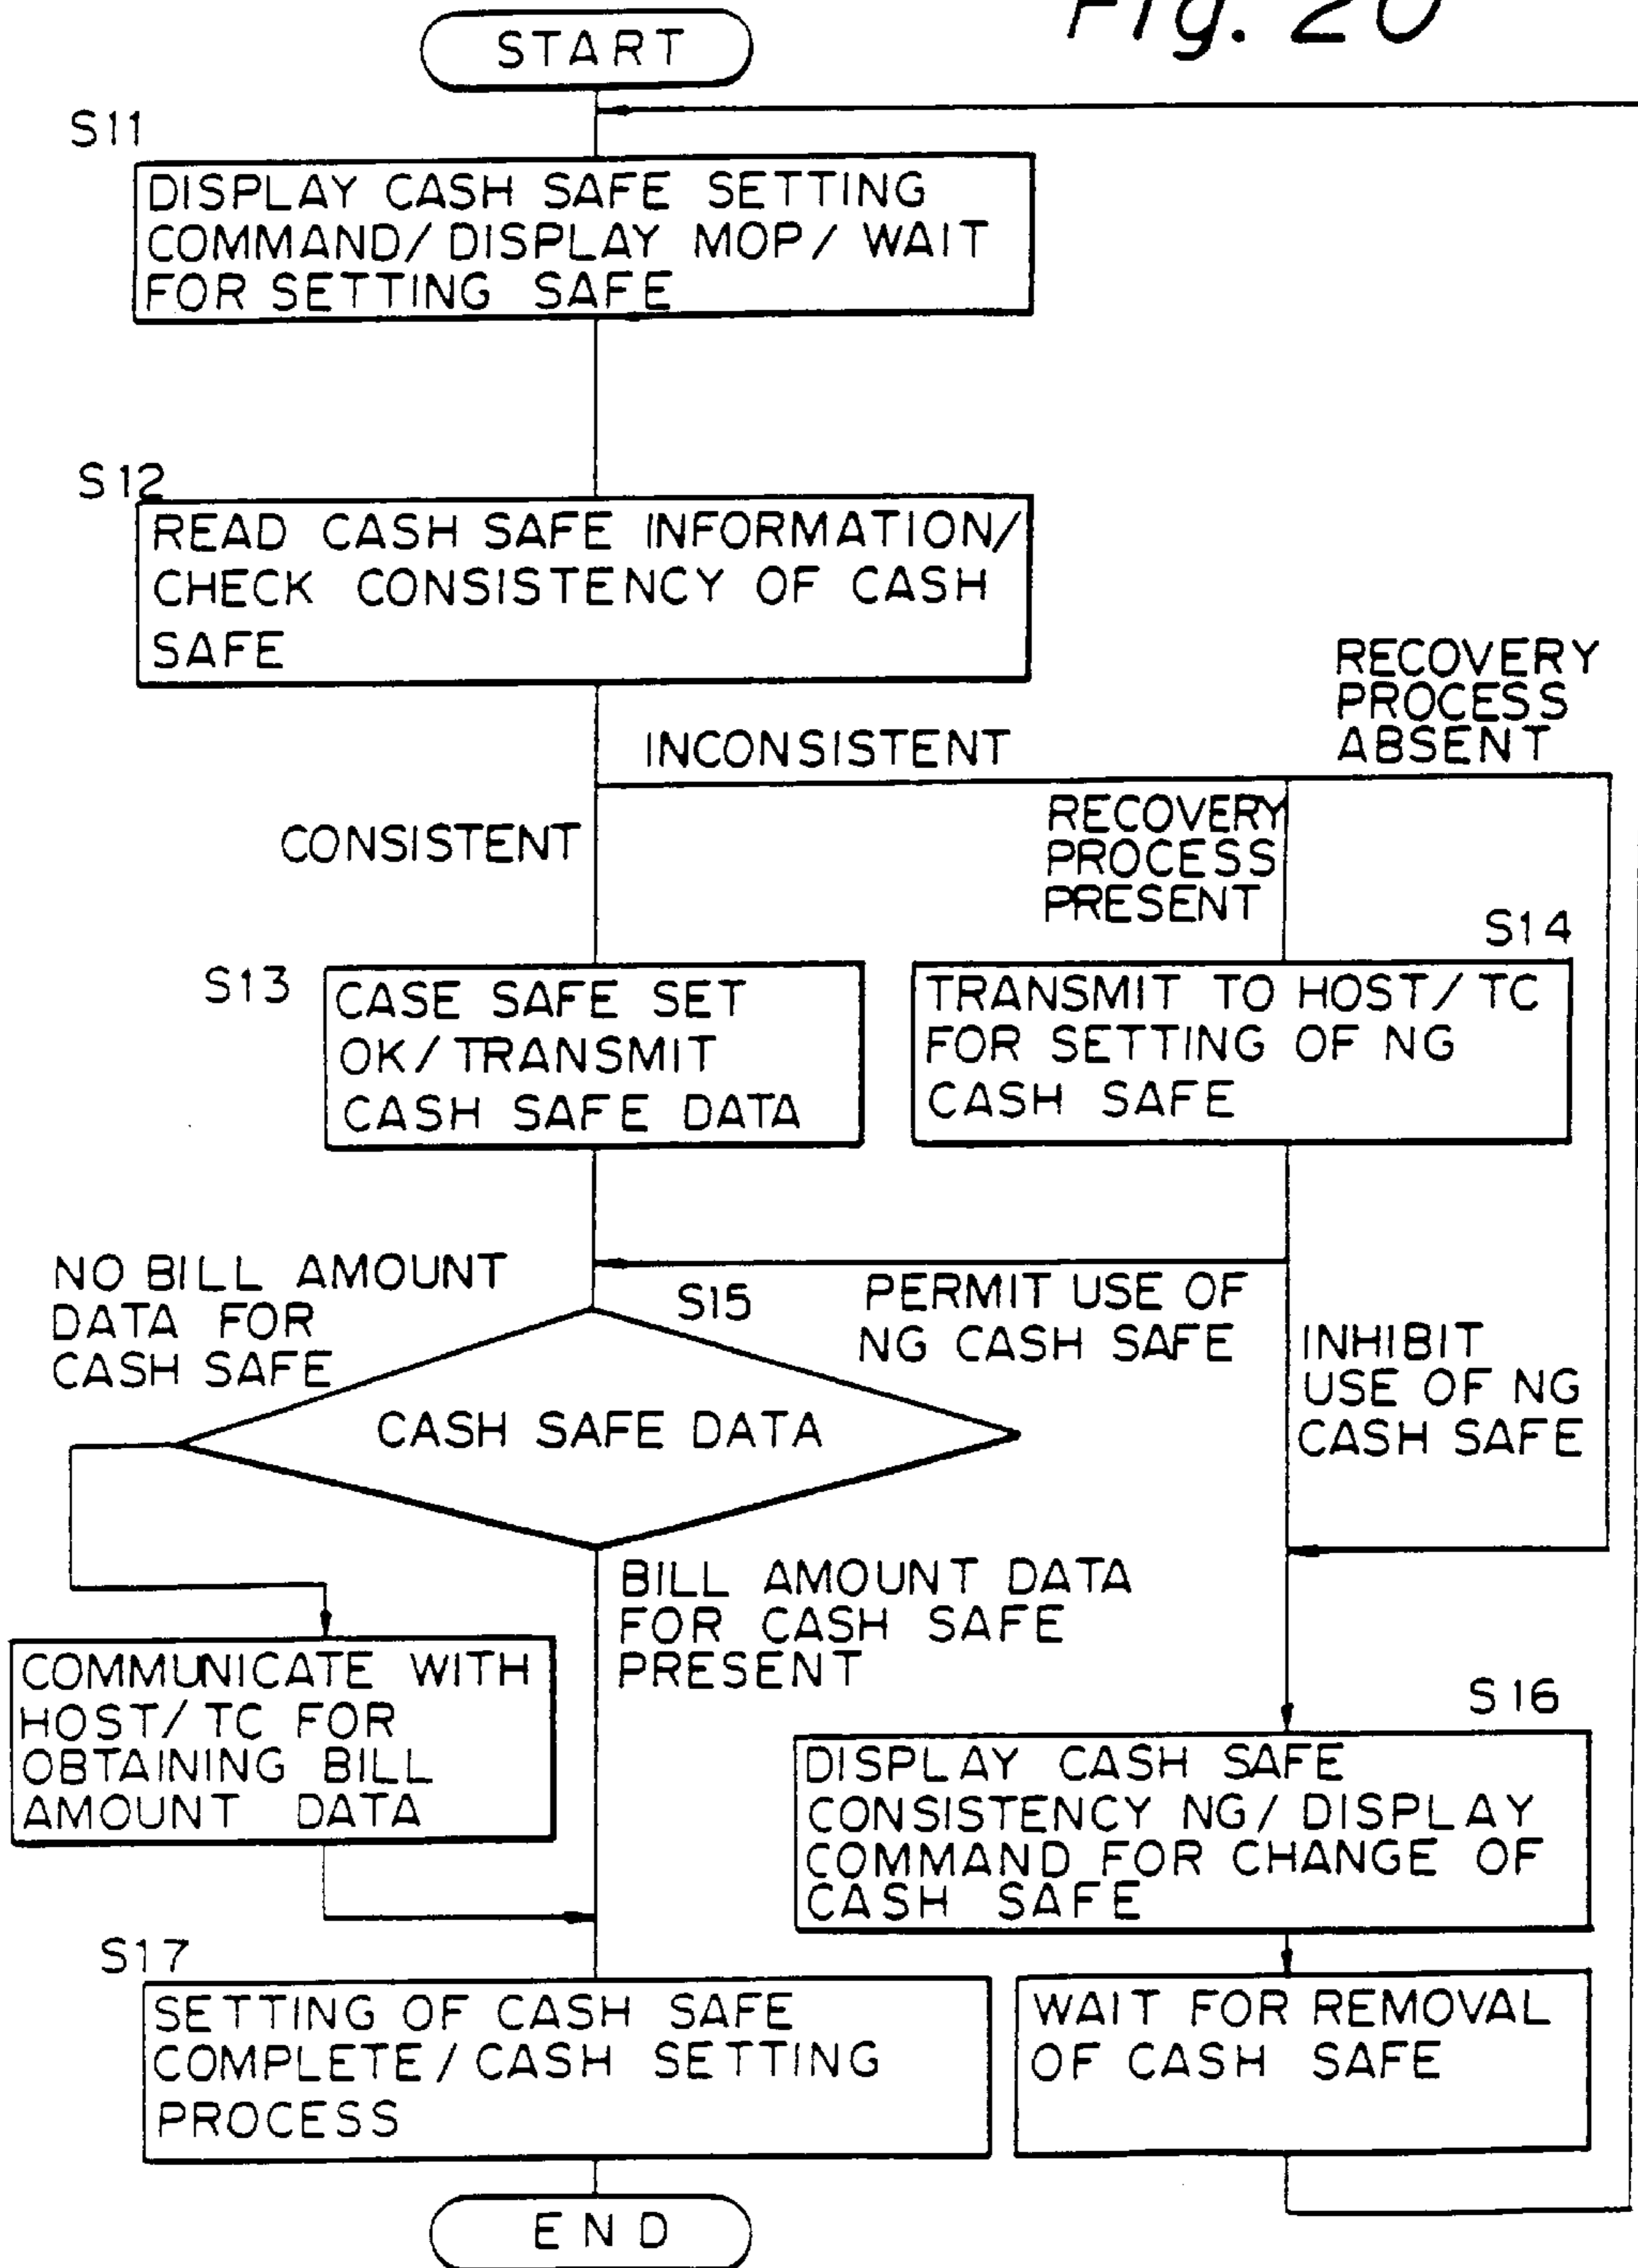 Fig. 20
START
S11
DISPLAY CASH SAFE SETTING
COMMAND/DISPLAY MOP/WAIT
FOR SETTING SAFE
S12
READ CASH SAFE INFORMATION/
CHECK CONSISTENCY OF CASH
SAFE
INCONSISTENT
RECOVERY
PROCESS
ABSENT
CONSISTENT
RECOVERY
PROCESS
PRESENT
S13
CASE SAFE SET
OK/TRANSMIT
CASH SAFE DATA
S14
TRANSMIT TO HOST/TC
FOR SETTING OF NG
CASH SAFE
NO BILL AMOUNT
DATA FOR
CASH SAFE
S15
PERMIT USE OF
NG CASH SAFE
INHIBIT
USE OF NG
CASH SAFE
CASH SAFE DATA
BILL AMOUNT DATA
FOR CASH SAFE
PRESENT
COMMUNICATE WITH
HOST/TC FOR
OBTAINING BILL
AMOUNT DATA
S16
DISPLAY CASH SAFE
CONSISTENCY NG/DISPLAY
COMMAND FOR CHANGE OF
CASH SAFE
S17
SETTING OF CASH SAFE
COMPLETE/CASH SETTING
PROCESS
WAIT FOR REMOVAL
OF CASH SAFE
END